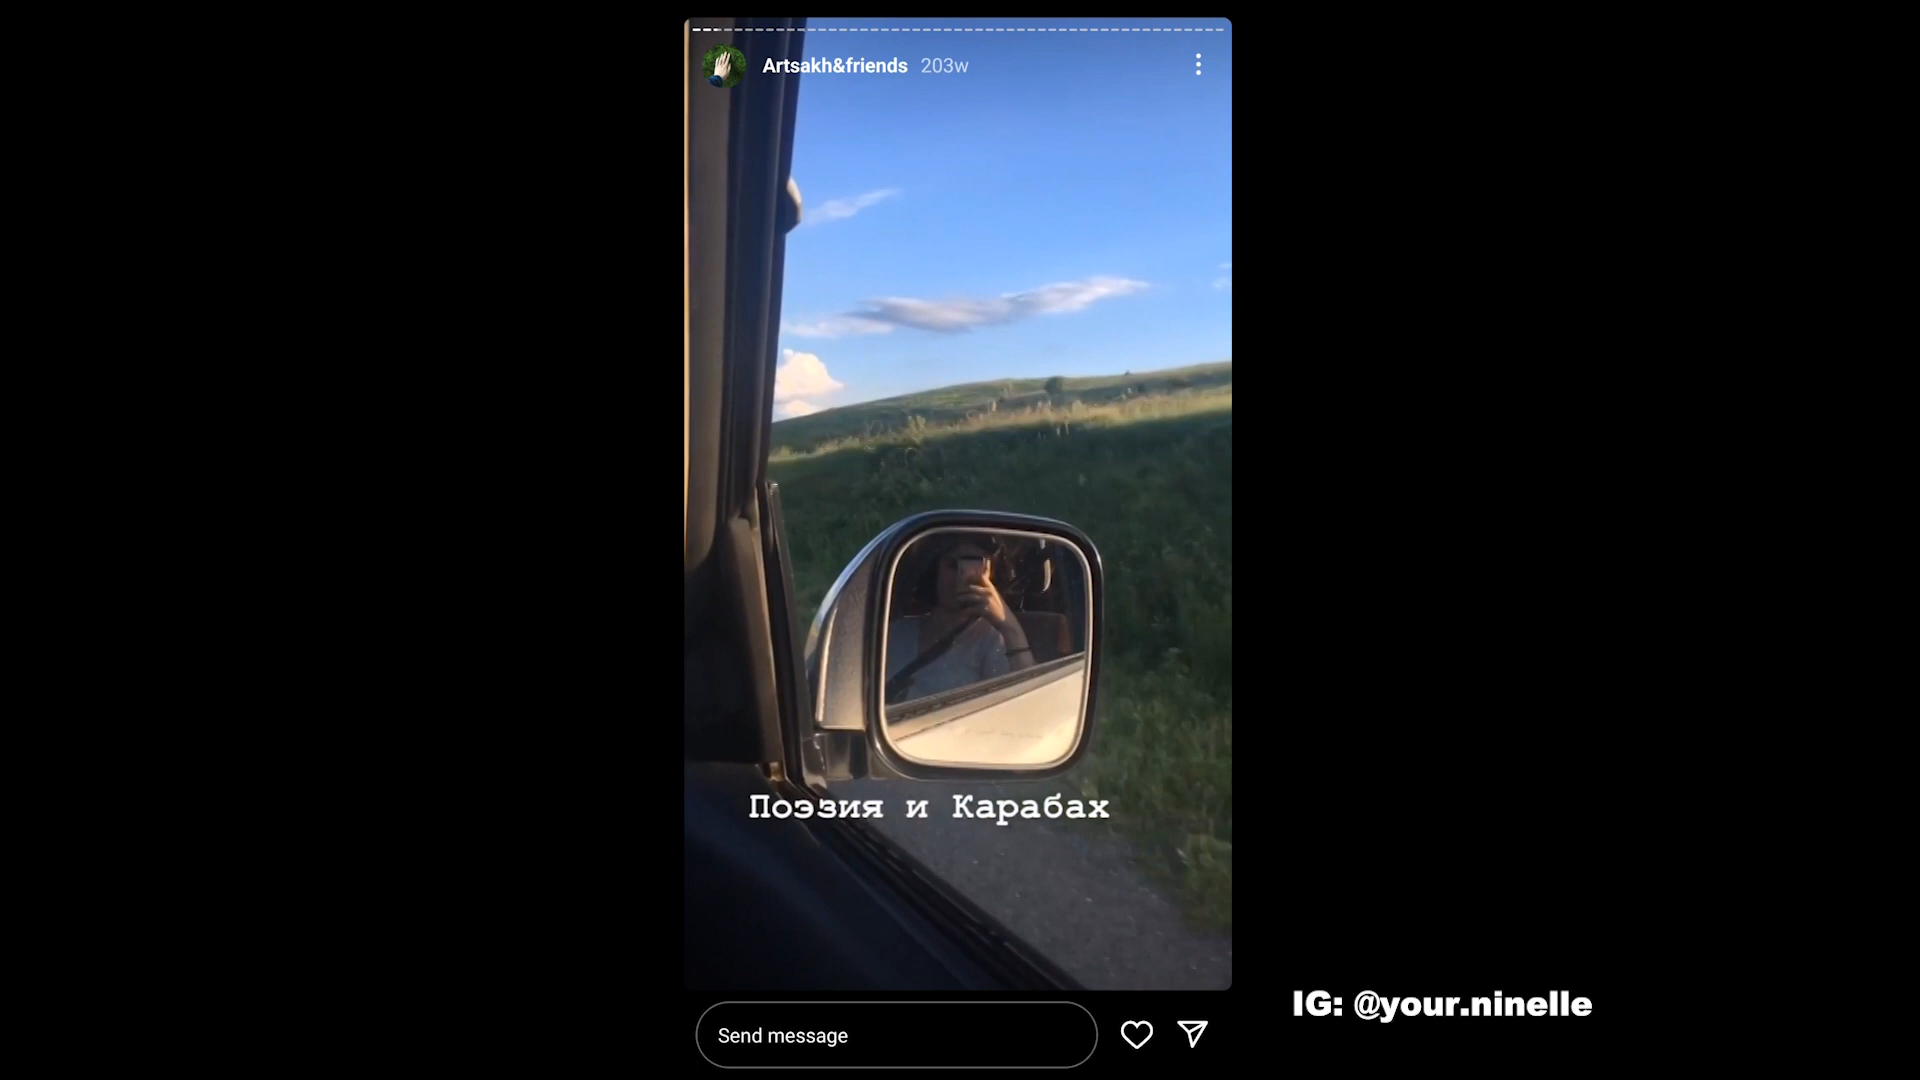 Artsakh&friends 203w
Поэзия и Карабах
Send message
IG: @your.ninelle